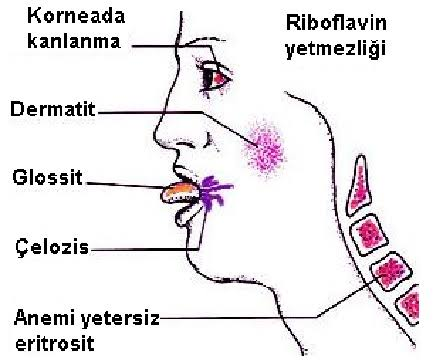 Korneada
kanlanma
Riboflavin
yetmezliği
Dermatit
Glossit
Çelozis
Anemi yetersiz
eritrosit